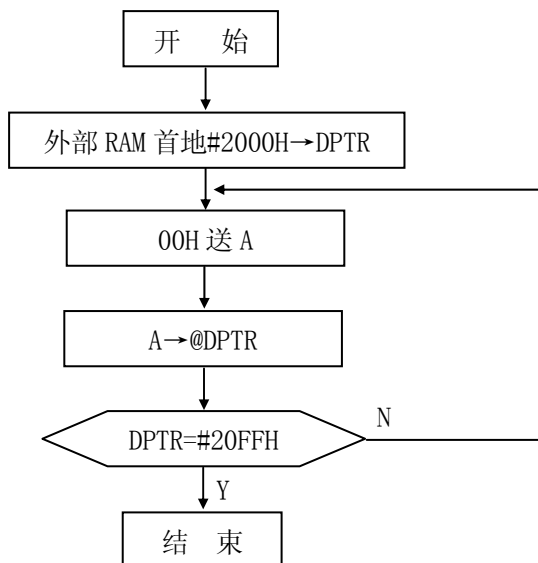 开 始
外部 RAM 首地#2000H→DPTR
00H 送 A
A→@DPTR
N
DPTR=#20FFH
Y
结 束